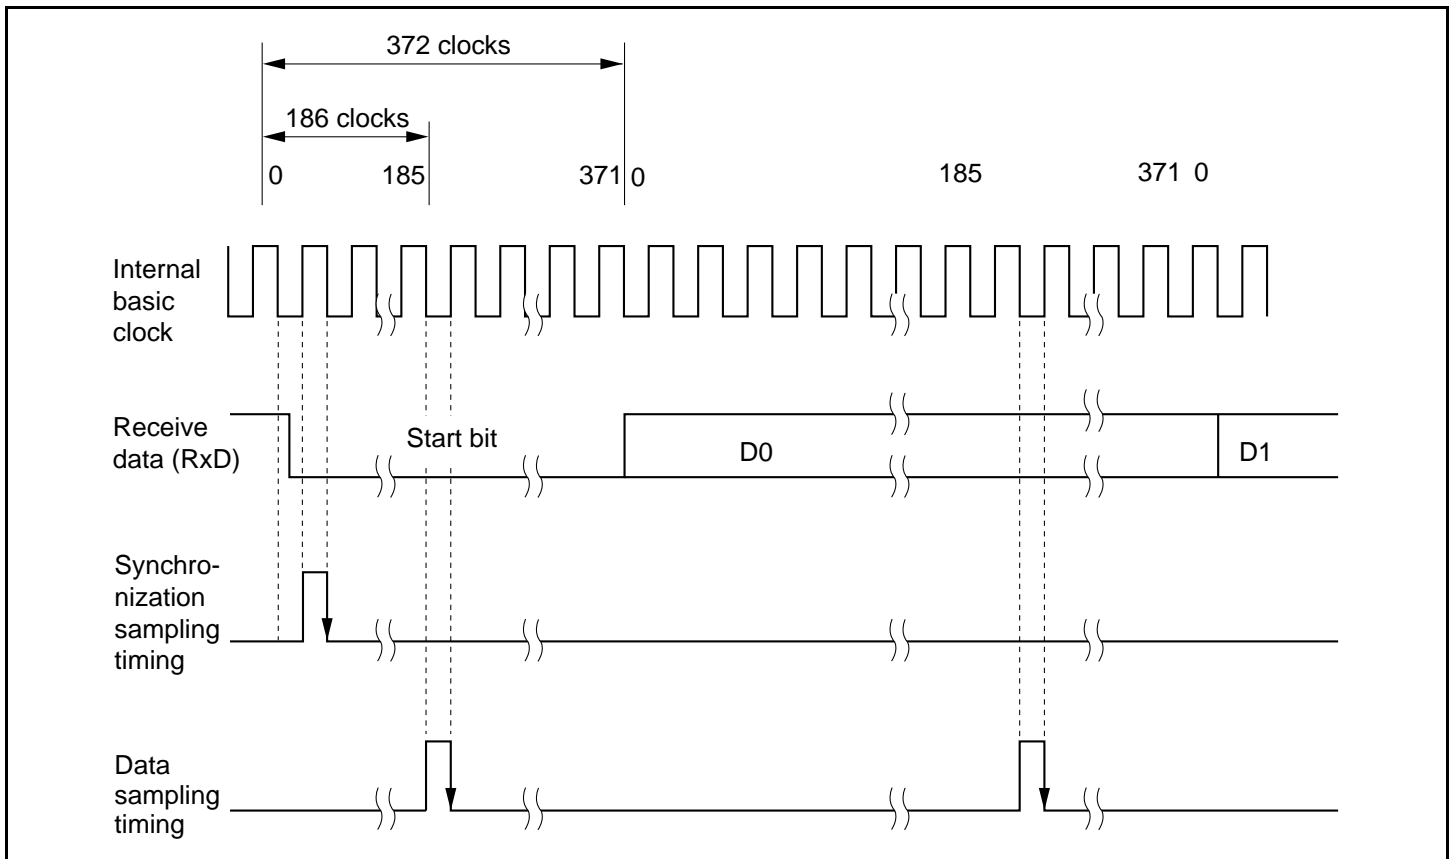 372 clocks
186 clocks
0 185 371 0 185 371 0
Internal
basic
clock
Receive
data (RxD)
Start bit
D0
D1
Synchro-
nization
sampling
timing
Data
sampling
timing